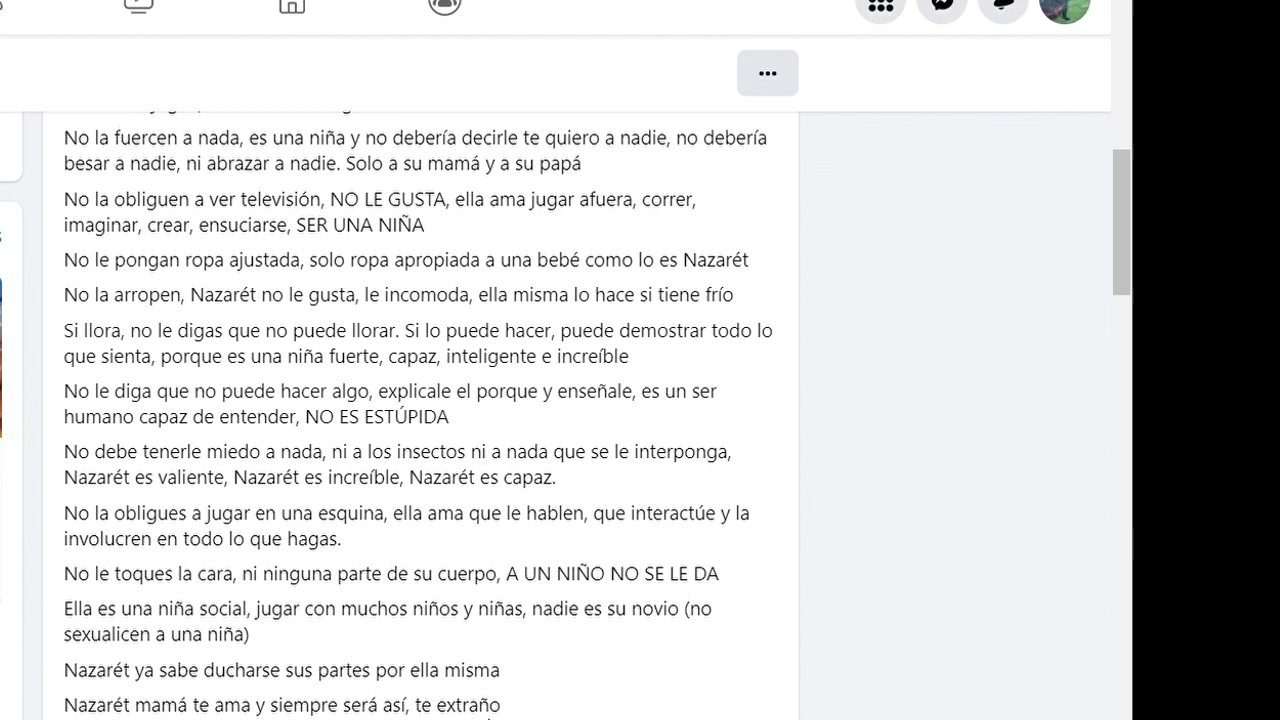 No la fuercen a nada, es una niña y no debería decirle te quiero a nadie, no debería
besar a nadie, ni abrazar a nadie. Solo a su mamá y a su papá
No la obliguen a ver televisión, NO LE GUSTA, ella ama jugar afuera, correr,
imaginar, crear, ensuciarse, SER UNA NIÑA
No le pongan ropa ajustada, solo ropa apropiada a una bebé como lo es Nazarét
No la arropen, Nazarét no le gusta, le incomoda, ella misma lo hace si tiene frío
Si llora, no le digas que no puede llorar. Si lo puede hacer, puede demostrar todo lo
que sienta, porque es una niña fuerte, capaz, inteligente e increíble
No le diga que no puede hacer algo, explicale el porque y enseñale, es un ser
humano capaz de entender, NO ES ESTÚPIDA
No debe tenerle miedo a nada, ni a los insectos ni a nada que se le interponga,
Nazarét es valiente, Nazarét es increíble, Nazarét es capaz.
No la obligues a jugar en una esquina, ella ama que le hablen, que interactúe y la
involucren en todo lo que hagas.
No le toques la cara, ni ninguna parte de su cuerpo, A UN NIÑO NO SE LE DA
Ella es una niña social, jugar con muchos niños y niñas, nadie es su novio (no
sexualicen a una niña)
Nazarét ya sabe ducharse sus partes por ella misma
Nazarét mamá te ama y siempre será así, te extraño